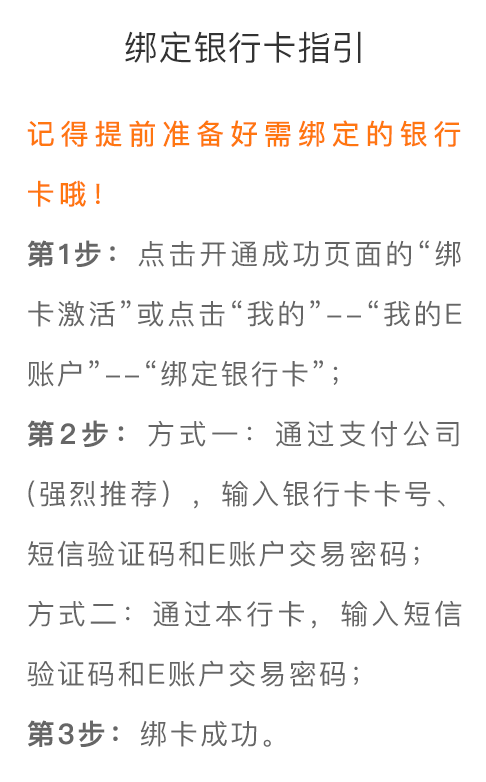 绑定银行卡指引
记得提前准备好需绑定的银行
卡哦！
第1步：点击开通成功页面的“绑
卡激活”或点击“我的”--“我的E
账户”--“绑定银行卡”；
第2步：方式一：通过支付公司
(强烈推荐），输入银行卡卡号、
短信验证码和E账户交易密码；
方式二：通过本行卡，输入短信
验证码和E账户交易密码；
第3步：绑卡成功。